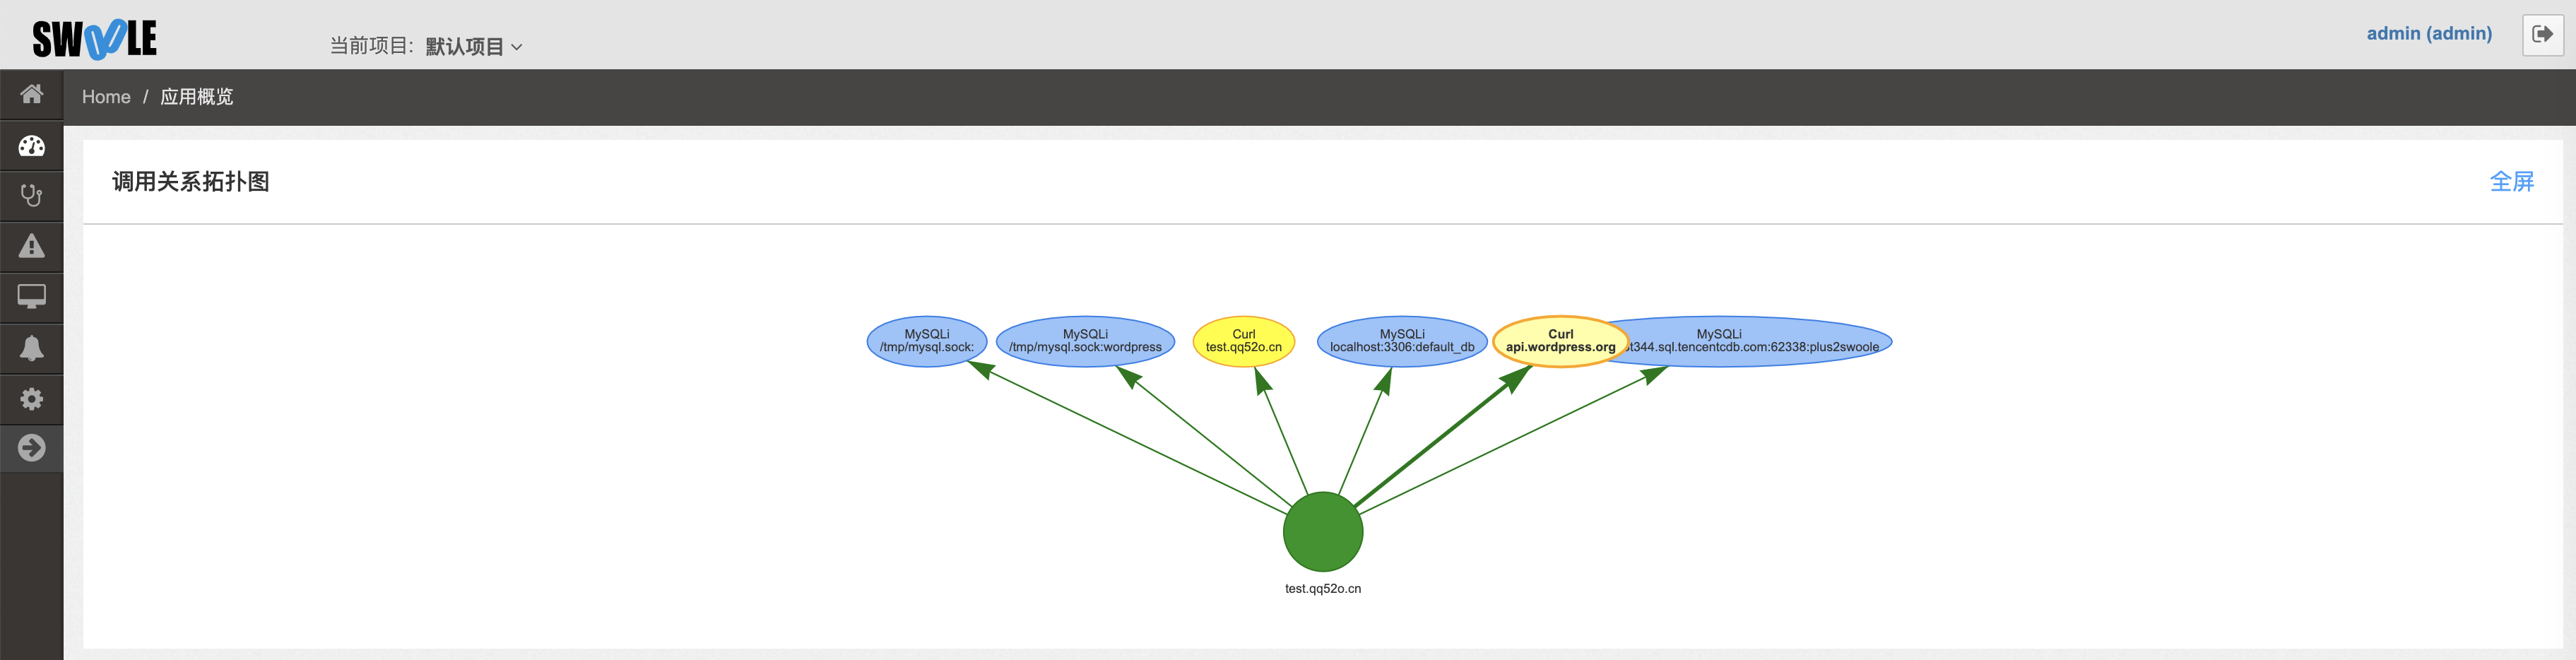 SWOOLE
当前项目: 默认项目
admin (admin)
Home / 应用概览
调用关系拓扑图
全屏
MySQLi
/tmp/mysql.sock:
MySQLi
/tmp/mysql.sock:wordpress
Curl
test.qq52o.cn
MySQLi
localhost:3306:default_db
Curl
api.wordpress.org
MySQLi
t344.sql.tencentcdb.com:62338:plus2swoole
test.qq52o.cn